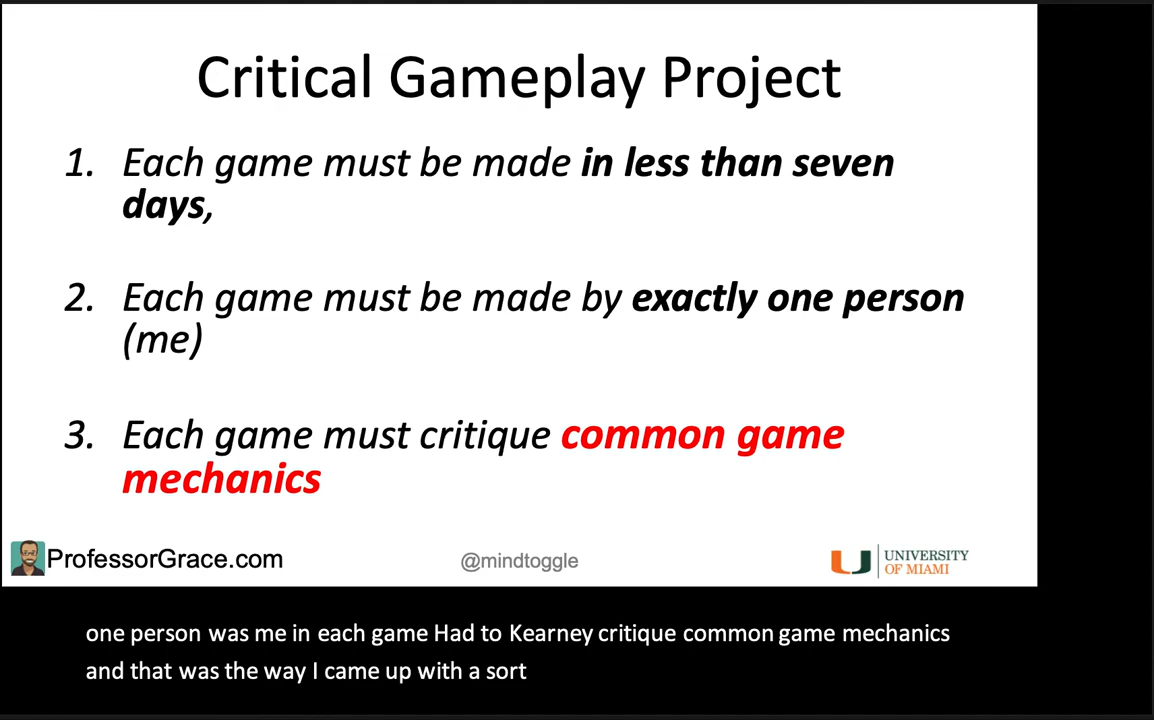 Critical Gameplay Project
1. Each game must be made in less than seven
days,
2. Each game must be made by exactly one person
(me)
3. Each game must critique common game
mechanics
ProfessorGrace.com
@mindtoggle
UNIVERSITY
OF MIAMI
one person was me in each game Had to Kearney critique common game mechanics
and that was the way I came up with a sort